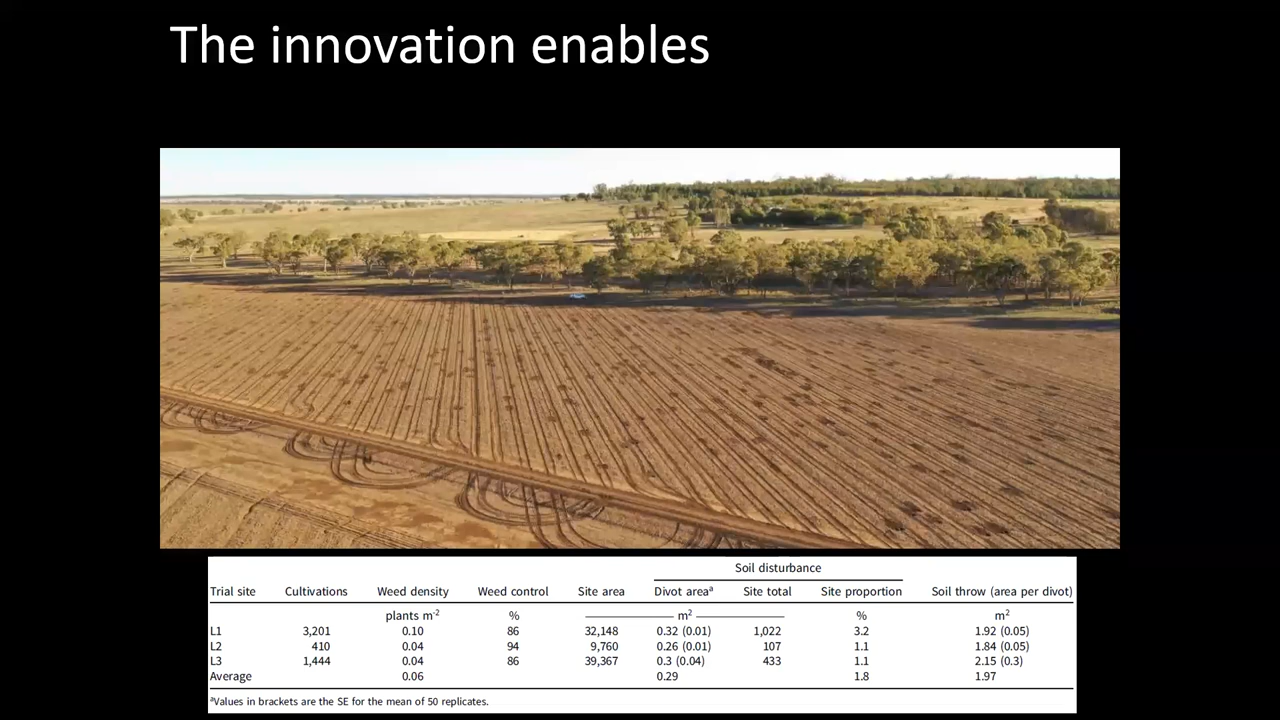 The innovation enables
Soil disturbance
Trial site Cultivations Weed density Weed control Site area Divot areaᵃ Site total Site proportion Soil throw (area per divot)
plants m⁻² % m² % m²
L1 3,201 0.10 86 32,148 0.32 (0.01) 1,022 3.2 1.92 (0.05)
L2 410 0.04 94 9,760 0.26 (0.01) 107 1.1 1.84 (0.05)
L3 1,444 0.04 86 39,367 0.3 (0.04) 433 1.1 2.15 (0.3)
Average 0.06 0.29 1.8 1.97
ᵃValues in brackets are the SE for the mean of 50 replicates.